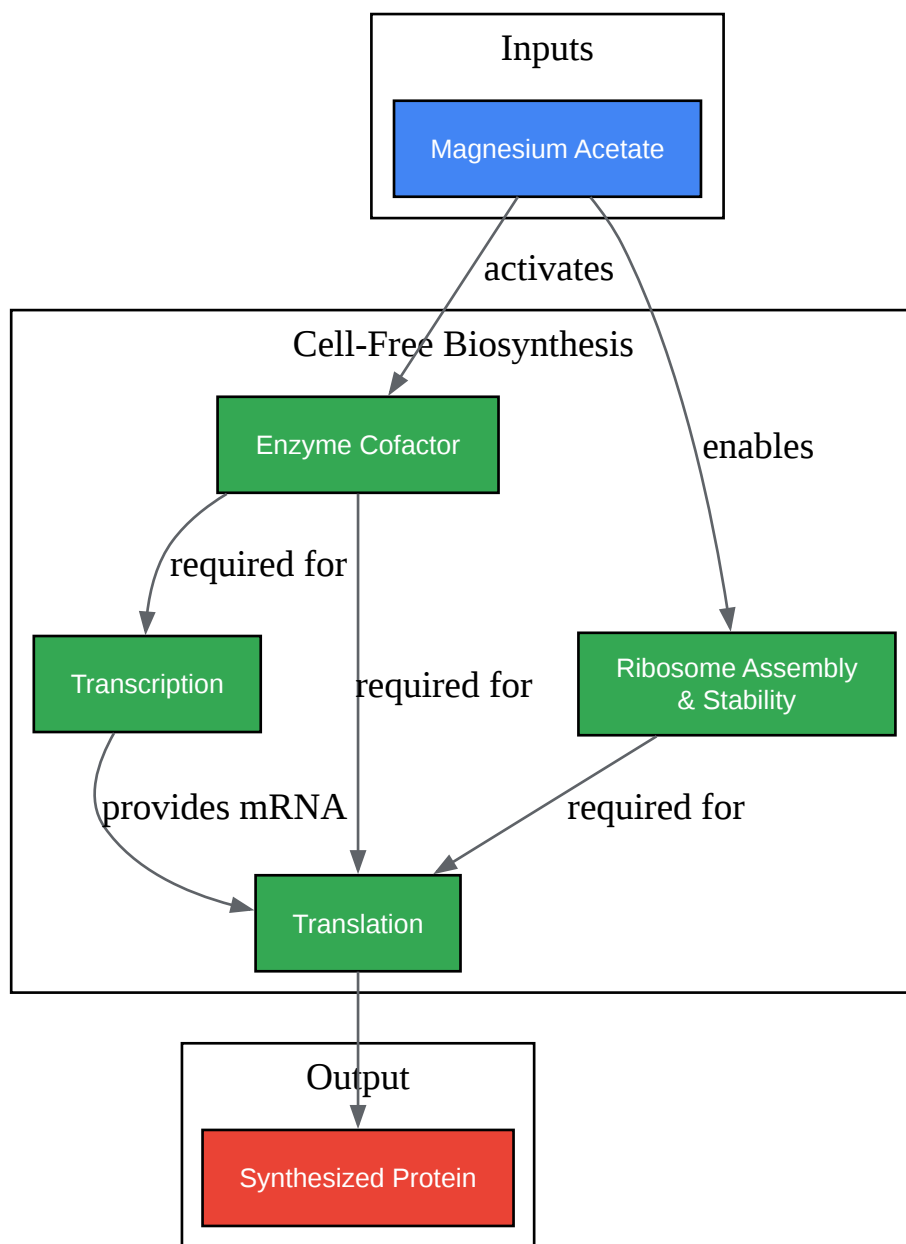 Inputs
Magnesium Acetate
activates
Cell-Free Biosynthesis
Enzyme Cofactor
enables
required for
Transcription
required for
Ribosome Assembly
& Stability
provides mRNA
required for
Translation
Output
Synthesized Protein